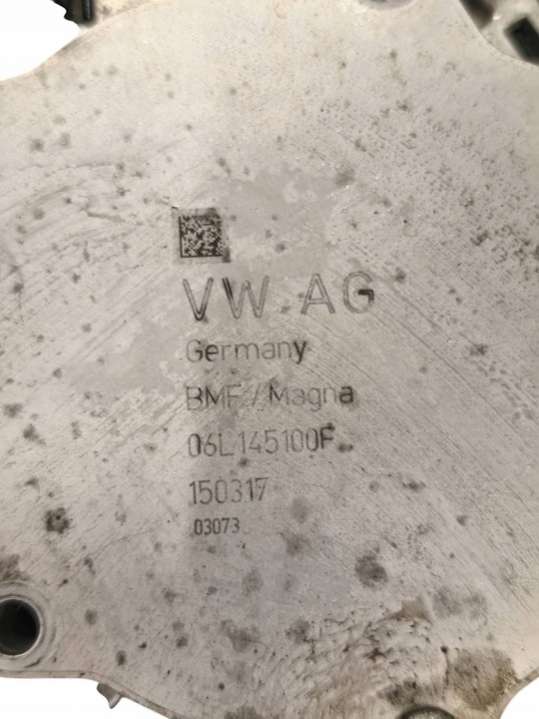 VW AG
Germany
BMF / Magna
06L145100F
150317
03073